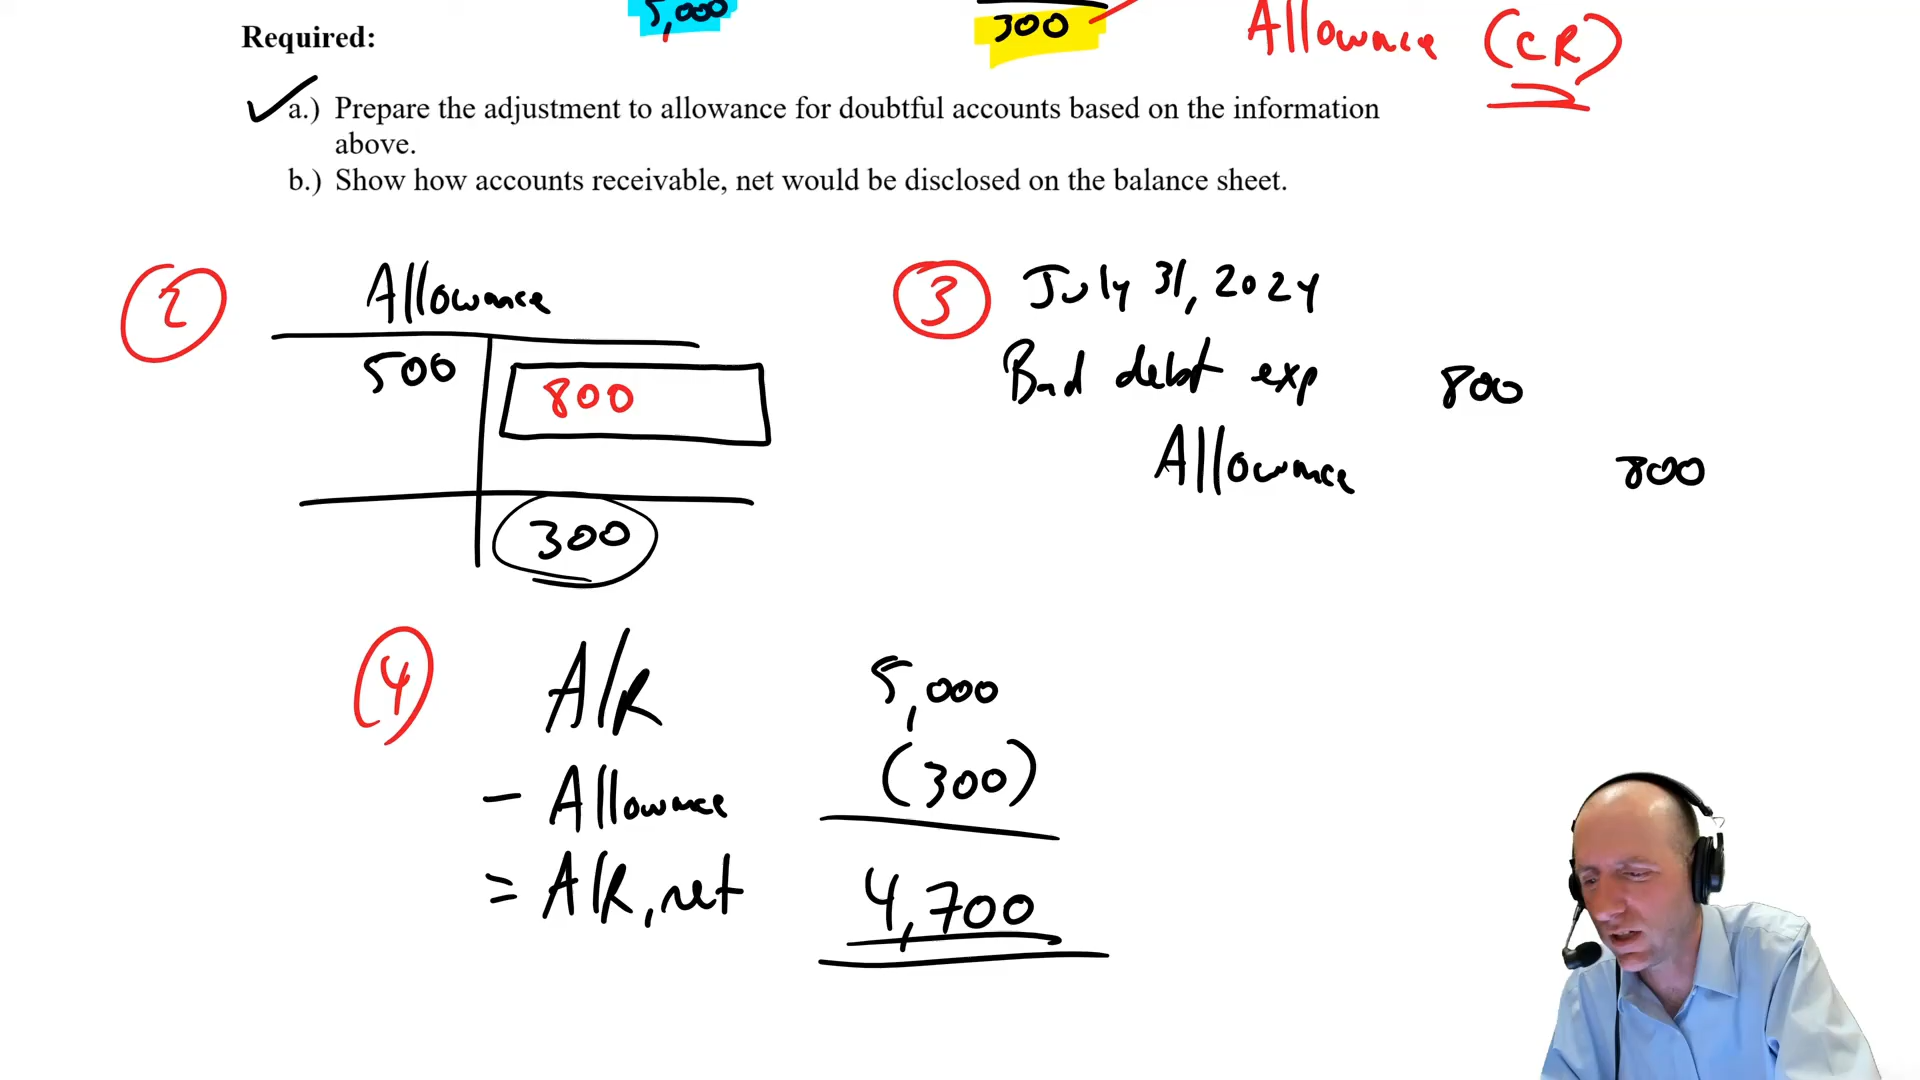 5,000
300
Allowance (CR)
Required:
a.) Prepare the adjustment to allowance for doubtful accounts based on the information
above.
b.) Show how accounts receivable, net would be disclosed on the balance sheet.
2
Allowance
500
800
300
3 July 31, 2024
Bad debt exp 800
Allowance 800
4
A/R 5,000
- Allowance (300)
= A/R, net 4,700